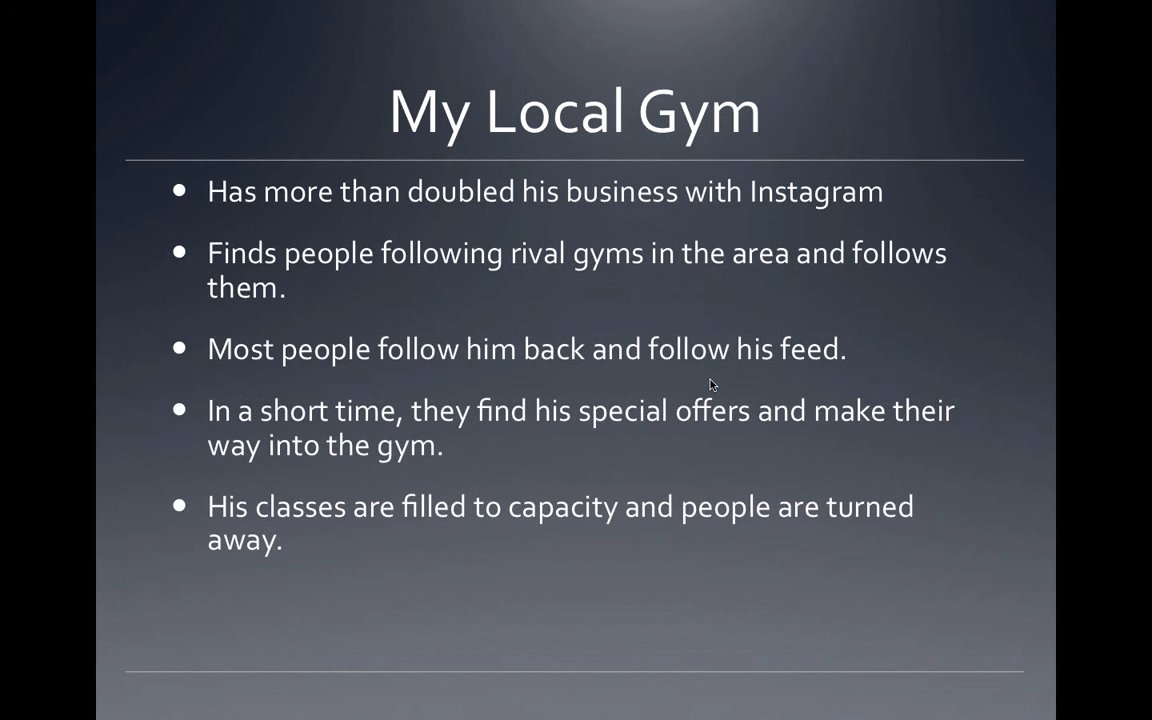 My Local Gym
• Has more than doubled his business with Instagram
• Finds people following rival gyms in the area and follows
them.
• Most people follow him back and follow his feed.
• In a short time, they find his special offers and make their
way into the gym.
• His classes are filled to capacity and people are turned
away.